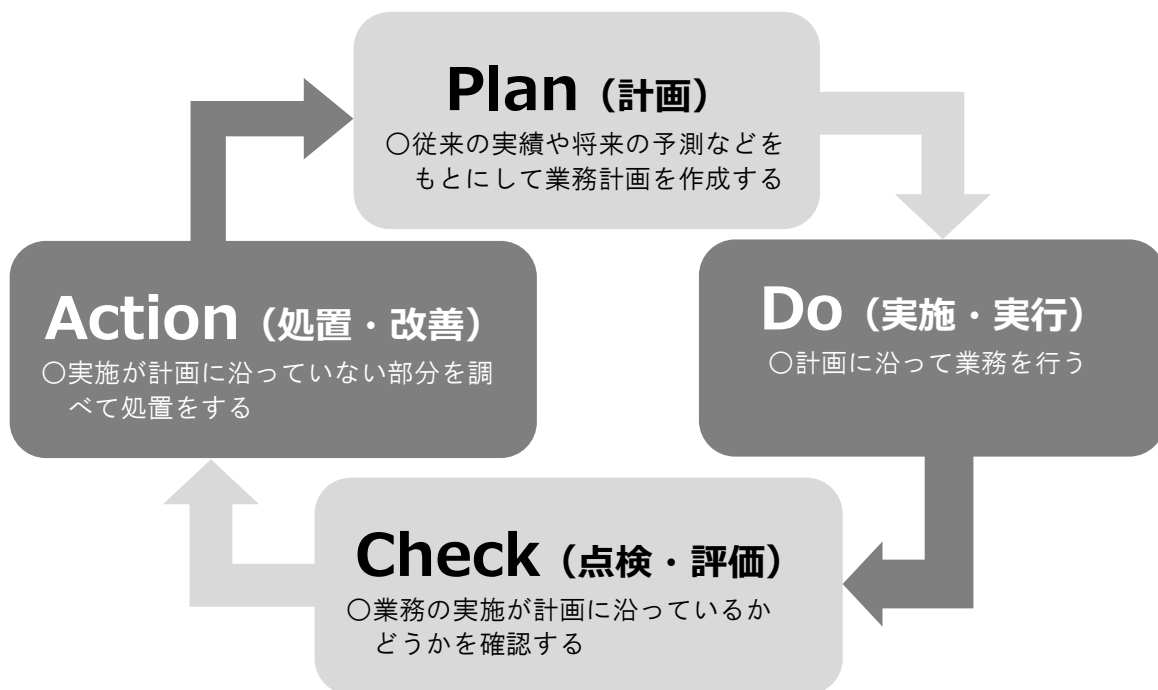 Plan（計画）
〇従来の実績や将来の予測などを
もとにして業務計画を作成する
Do（実施・実行）
〇計画に沿って業務を行う
Check（点検・評価）
〇業務の実施が計画に沿っているか
どうかを確認する
Action（処置・改善）
〇実施が計画に沿っていない部分を調
べて処置をする